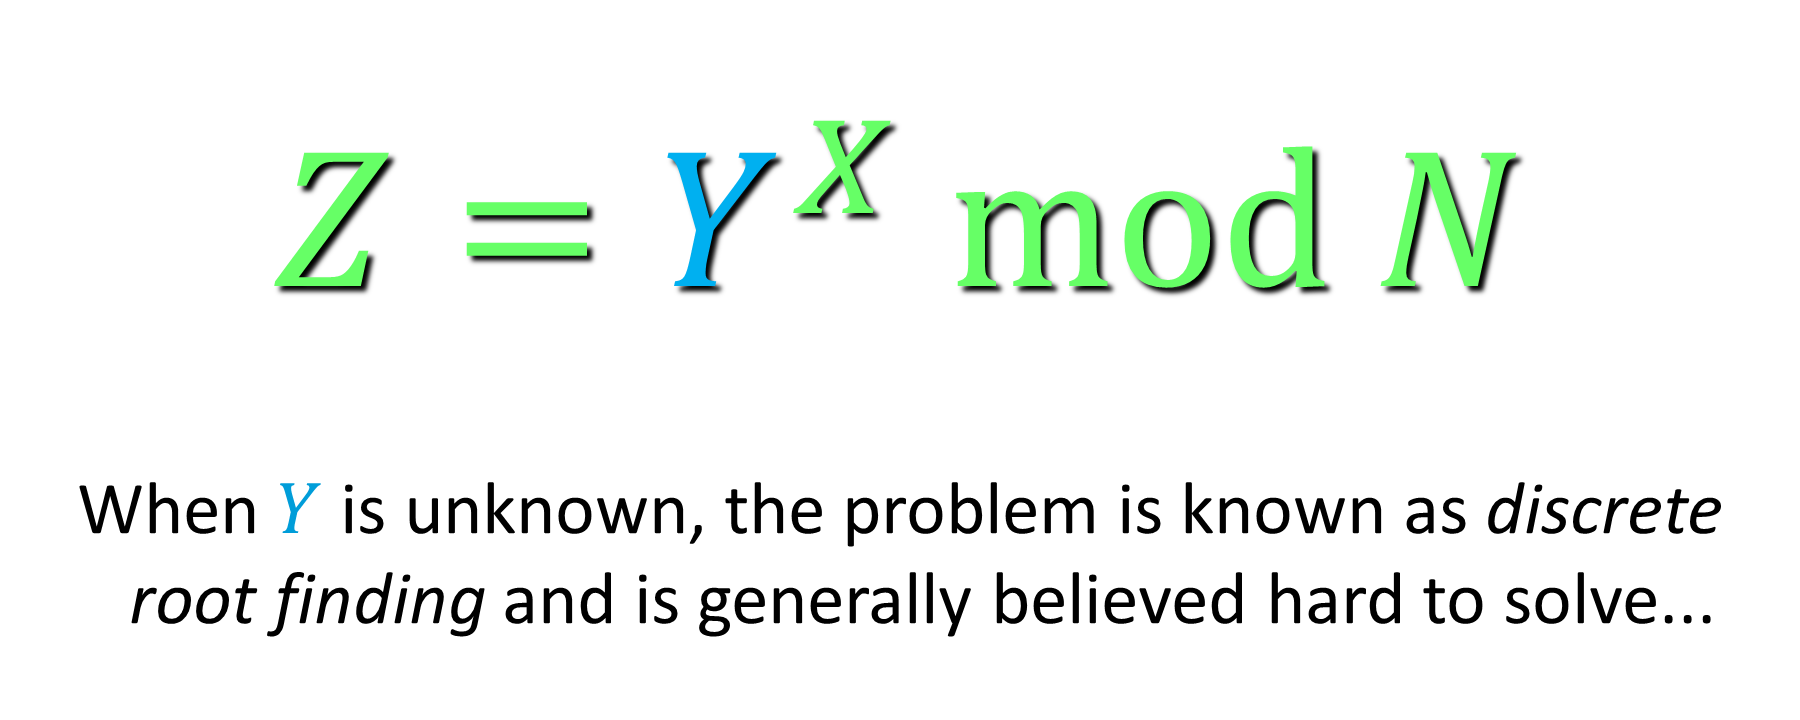 Z = Y^X mod N
When Y is unknown, the problem is known as discrete
root finding and is generally believed hard to solve...